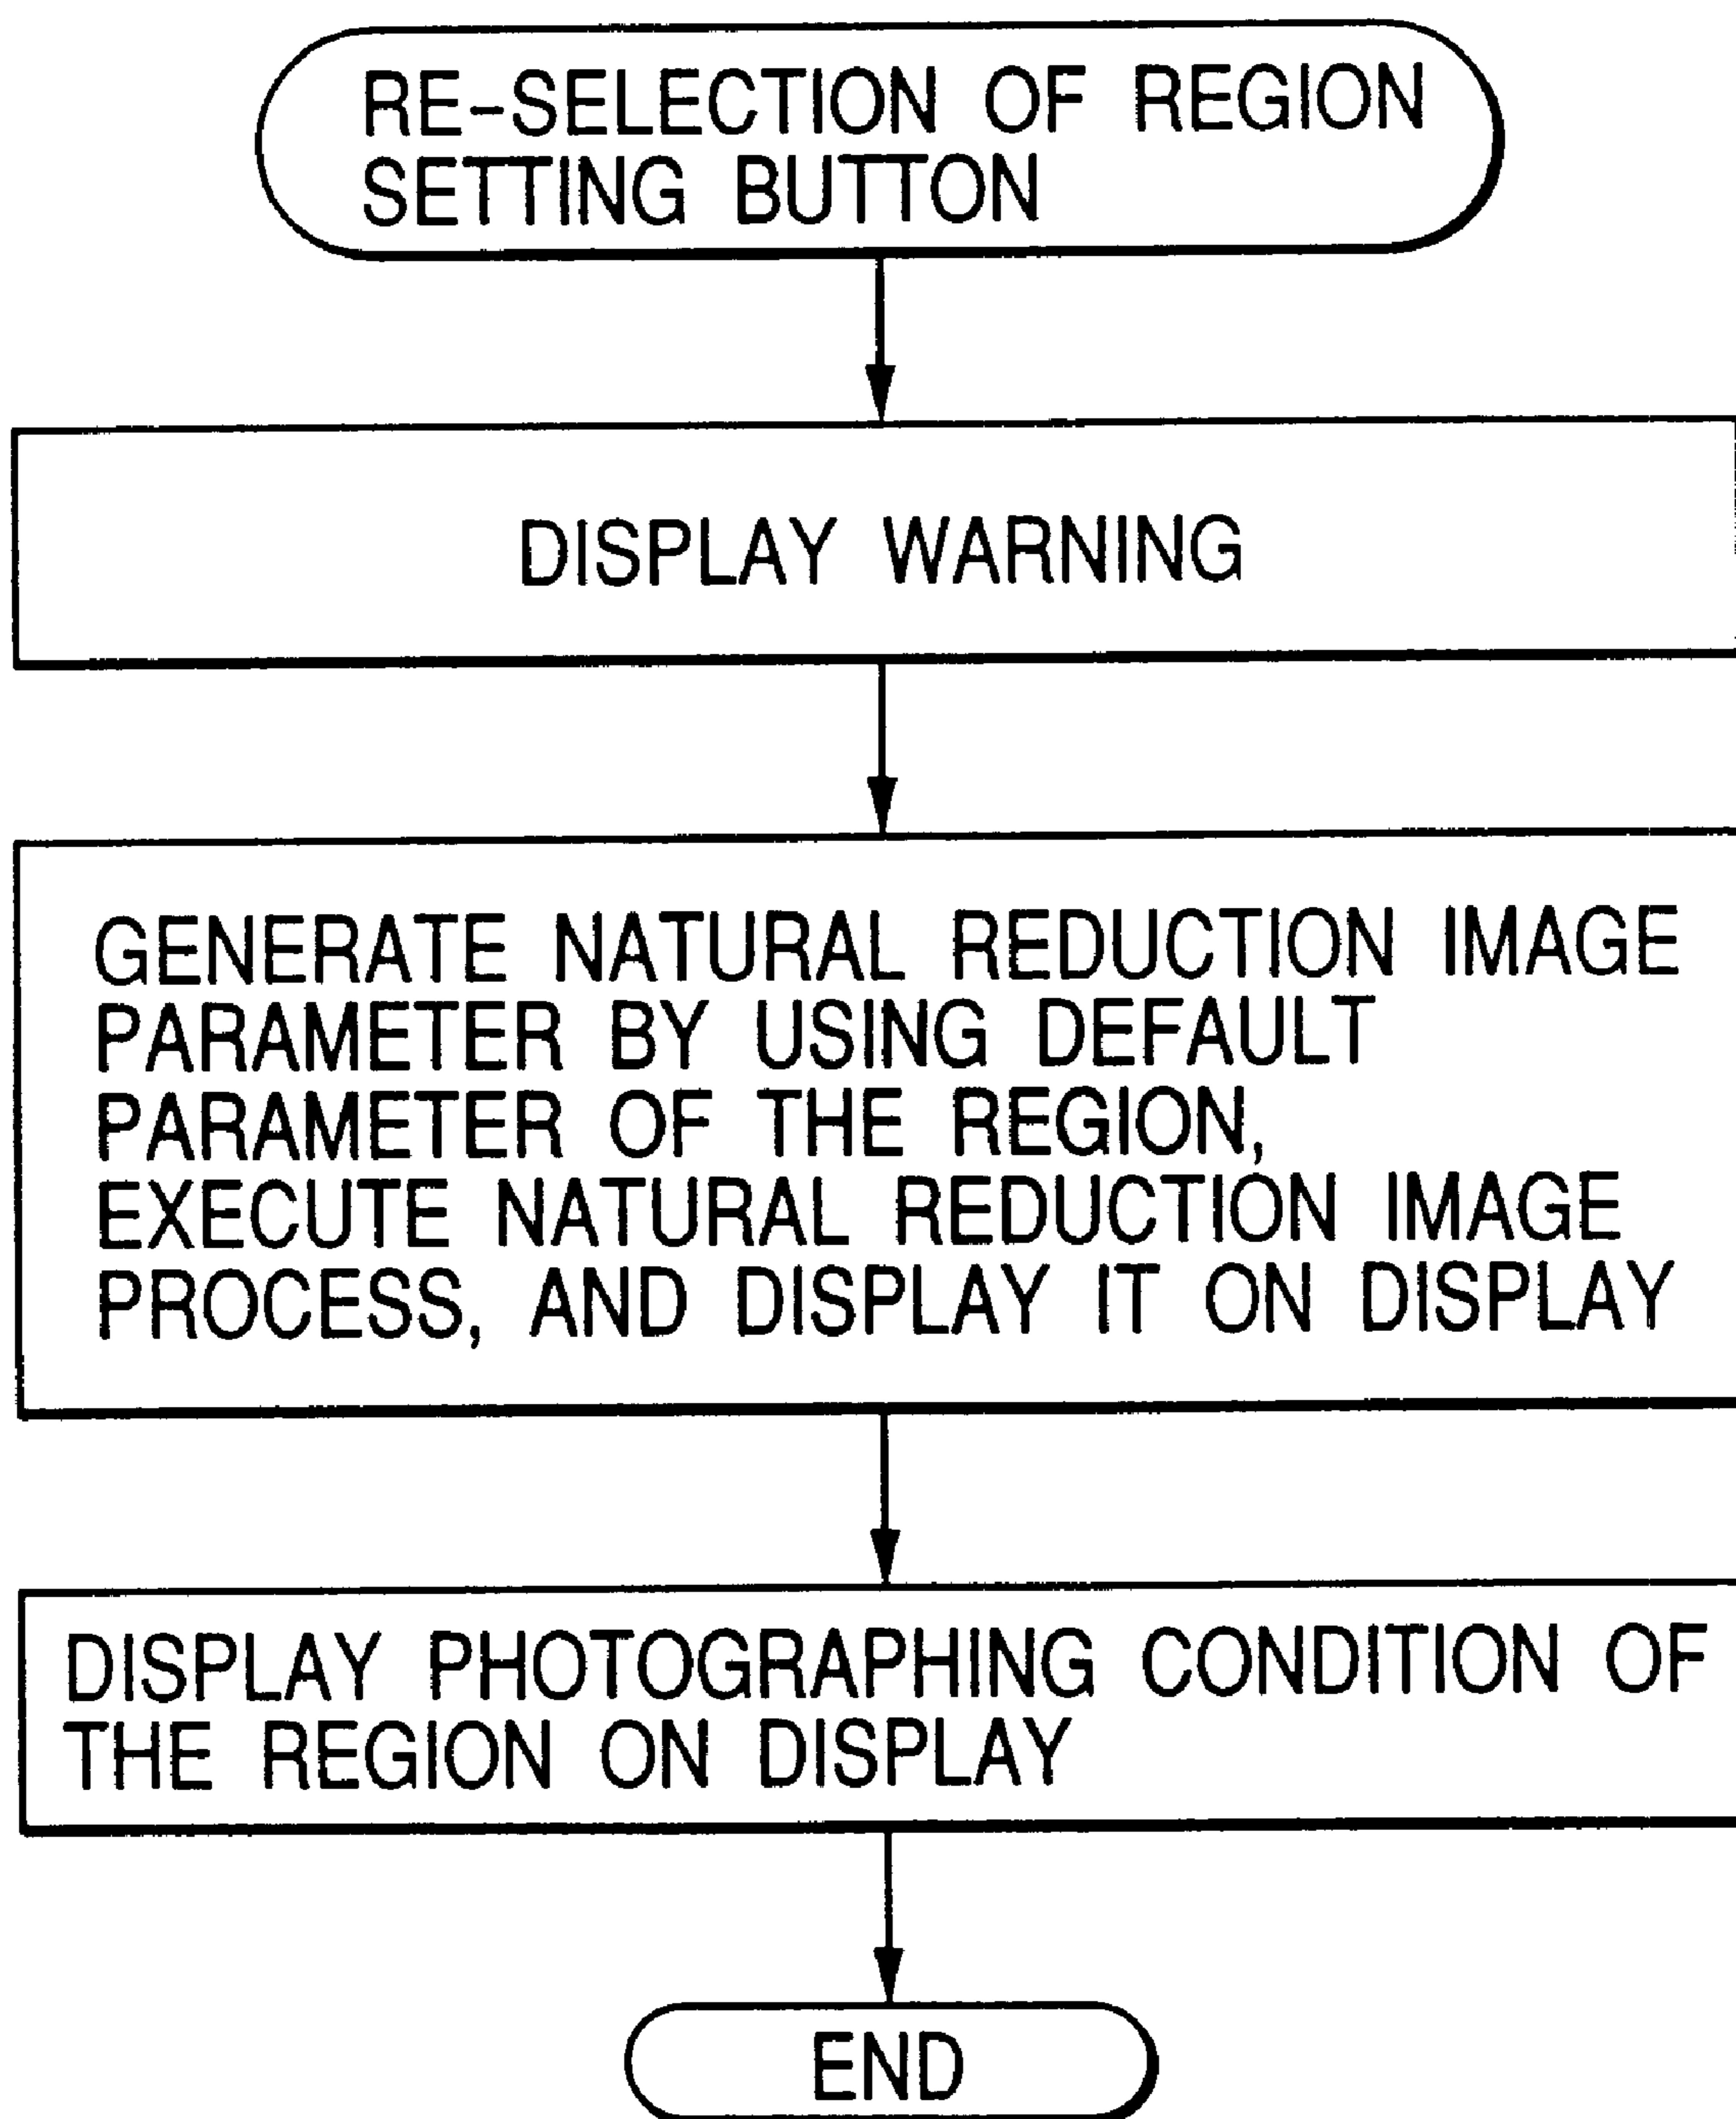 RE-SELECTION OF REGION
SETTING BUTTON
DISPLAY WARNING
GENERATE NATURAL REDUCTION IMAGE
PARAMETER BY USING DEFAULT
PARAMETER OF THE REGION,
EXECUTE NATURAL REDUCTION IMAGE
PROCESS, AND DISPLAY IT ON DISPLAY
DISPLAY PHOTOGRAPHING CONDITION OF
THE REGION ON DISPLAY
END